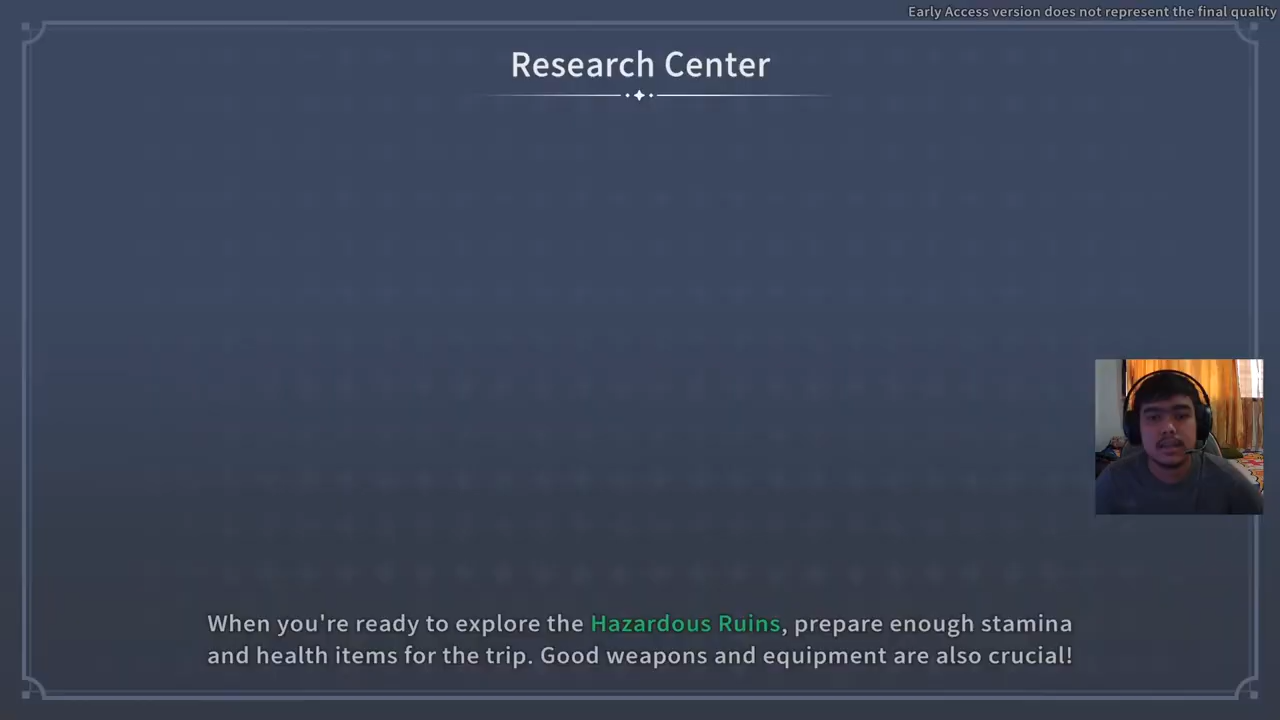 Early Access version does not represent the final quality
Research Center
When you're ready to explore the Hazardous Ruins, prepare enough stamina
and health items for the trip. Good weapons and equipment are also crucial!